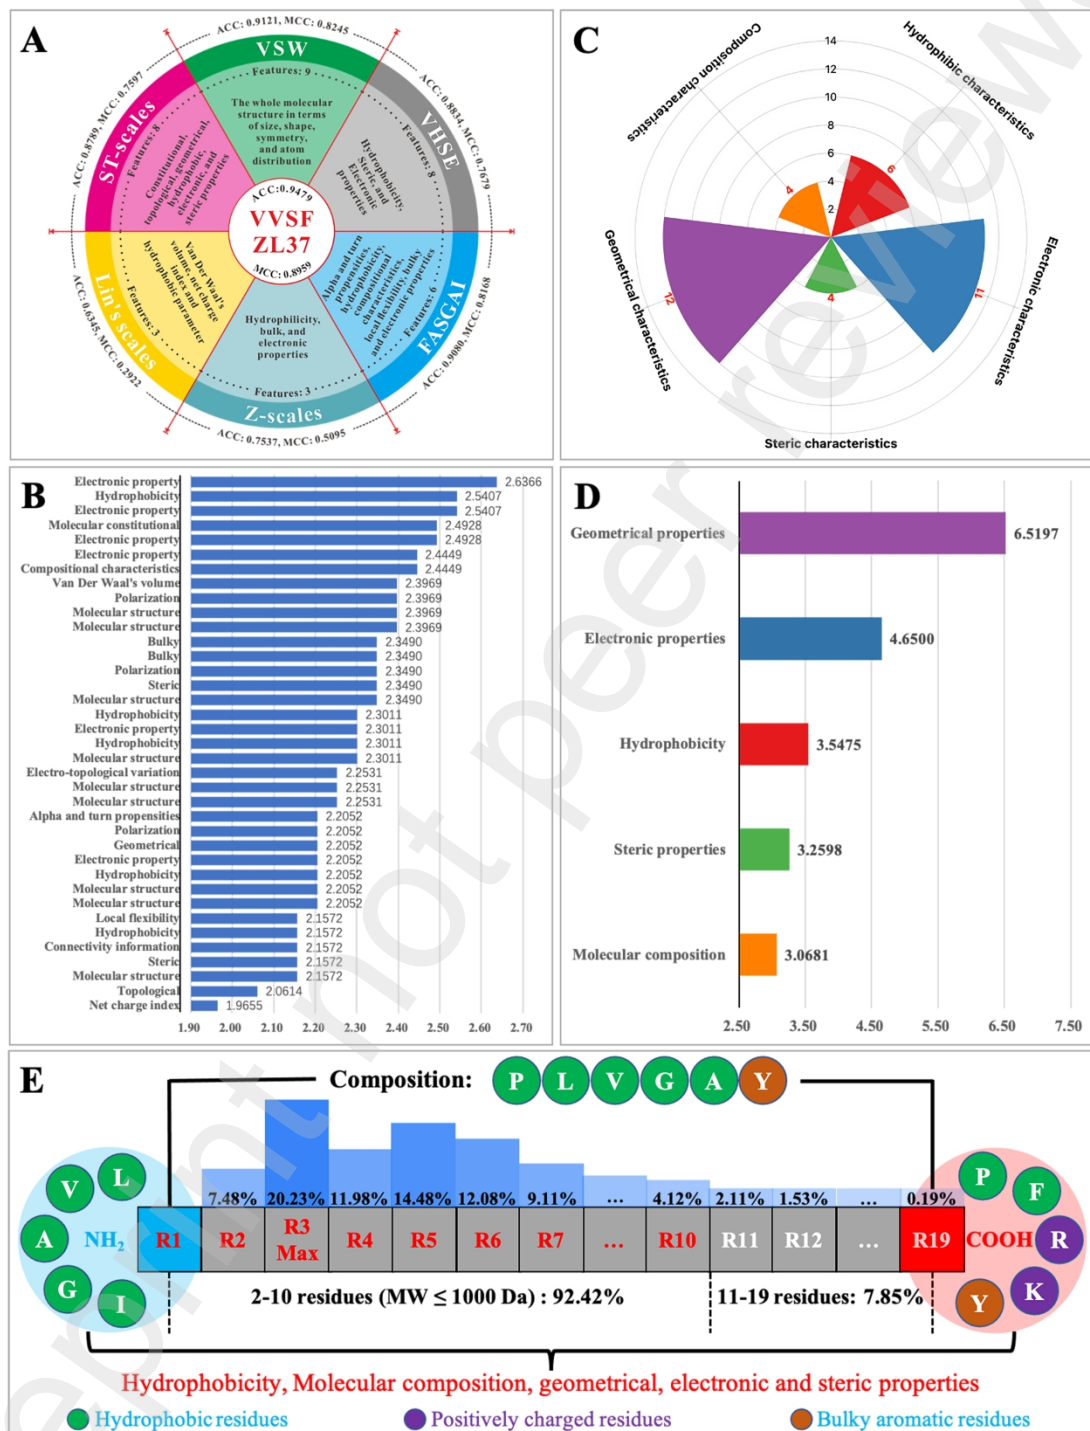 A
ACC: 0.9121, MCC: 0.8245
VSW
Features: 9
The whole molecular
structure in terms
of size, shape,
symmetry,
and atom
distribution
ACC: 0.8834, MCC: 0.7679
VHSE
Features: 8
Hydrophobicity,
Steric, and
Electronic
properties
ACC: 0.9080, MCC: 0.8168
FASGAI
Features: 6
Alpha and turn
propensities,
hydrophobicity,
compositional
characteristics,
local flexibility, bulky
and electronic properties
ACC: 0.7537, MCC: 0.5095
Z-scales
Features: 3
Hydrophilicity,
bulk, and
electronic
properties
ACC: 0.6345, MCC: 0.2922
Lin's scales
Features: 3
Van Der Waal's
volume, net charge
index and
hydrophobic parameter
ACC: 0.8789, MCC: 0.7597
ST-scales
Features: 8
Constitutional,
topological, geometrical,
hydrophobic,
electronic, and
steric properties
ACC:0.9479
VVSF
ZL37
MCC: 0.8959
C
Composition characteristics
Hydrophibic characteristics
Electronic characteristics
Steric characteristics
Geometrical characteristics
14
12
10
8
6
4
2
4
6
11
4
12
B
Electronic property 2.6366
Hydrophobicity 2.5407
Electronic property 2.5407
Molecular constitutional 2.4928
Electronic property 2.4928
Electronic property 2.4449
Compositional characteristics 2.4449
Van Der Waal's volume 2.3969
Polarization 2.3969
Molecular structure 2.3969
Molecular structure 2.3969
Bulky 2.3490
Bulky 2.3490
Polarization 2.3490
Steric 2.3490
Molecular structure 2.3490
Hydrophobicity 2.3011
Electronic property 2.3011
Hydrophobicity 2.3011
Molecular structure 2.3011
Electro-topological variation 2.2531
Molecular structure 2.2531
Molecular structure 2.2531
Alpha and turn propensities 2.2052
Polarization 2.2052
Geometrical 2.2052
Electronic property 2.2052
Hydrophobicity 2.2052
Molecular structure 2.2052
Molecular structure 2.2052
Local flexibility 2.1572
Hydrophobicity 2.1572
Connectivity information 2.1572
Steric 2.1572
Molecular structure 2.1572
Topological 2.0614
Net charge index 1.9655
1.90 2.00 2.10 2.20 2.30 2.40 2.50 2.60 2.70
D
Geometrical properties 6.5197
Electronic properties 4.6500
Hydrophobicity 3.5475
Steric properties 3.2598
Molecular composition 3.0681
2.50 3.50 4.50 5.50 6.50 7.50
E
Composition: P L V G A Y
7.48% 20.23% 11.98% 14.48% 12.08% 9.11% ... 4.12% 2.11% 1.53% ... 0.19%
V L A G I
NH2
R1 R2 R3 Max R4 R5 R6 R7 ... R10 R11 R12 ... R19
COOH
P F R K Y
2-10 residues (MW ≤ 1000 Da) : 92.42%
11-19 residues: 7.85%
Hydrophobicity, Molecular composition, geometrical, electronic and steric properties
Hydrophobic residues
Positively charged residues
Bulky aromatic residues
eprint not peer review